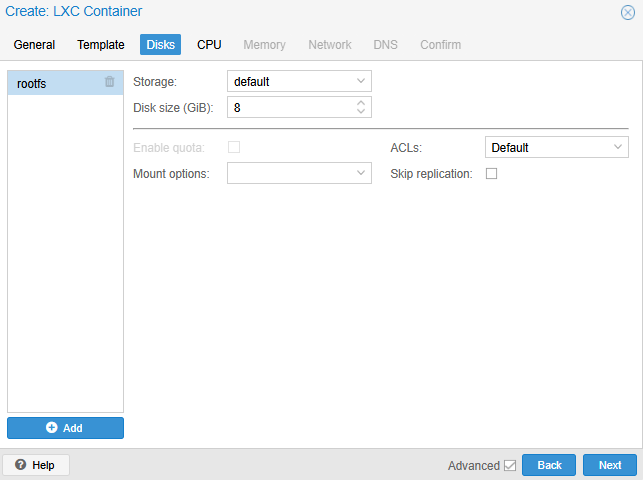 Create: LXC Container
General Template Disks CPU Memory Network DNS Confirm
rootfs
Storage: default
Disk size (GiB): 8
Enable quota: ACLs: Default
Mount options: Skip replication:
Add
Help Advanced Back Next